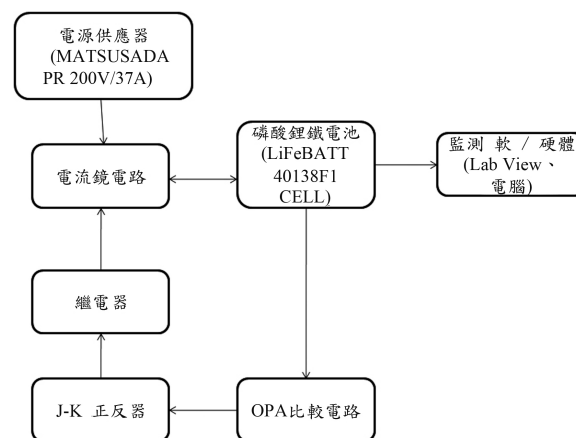 電源供應器
(MATSUSADA
PR 200V/37A)
電流鏡電路
磷酸鋰鐵電池
(LiFeBATT
40138F1
CELL)
監測 軟 / 硬體
(Lab View、
電腦)
繼電器
J-K 正反器
OPA比較電路